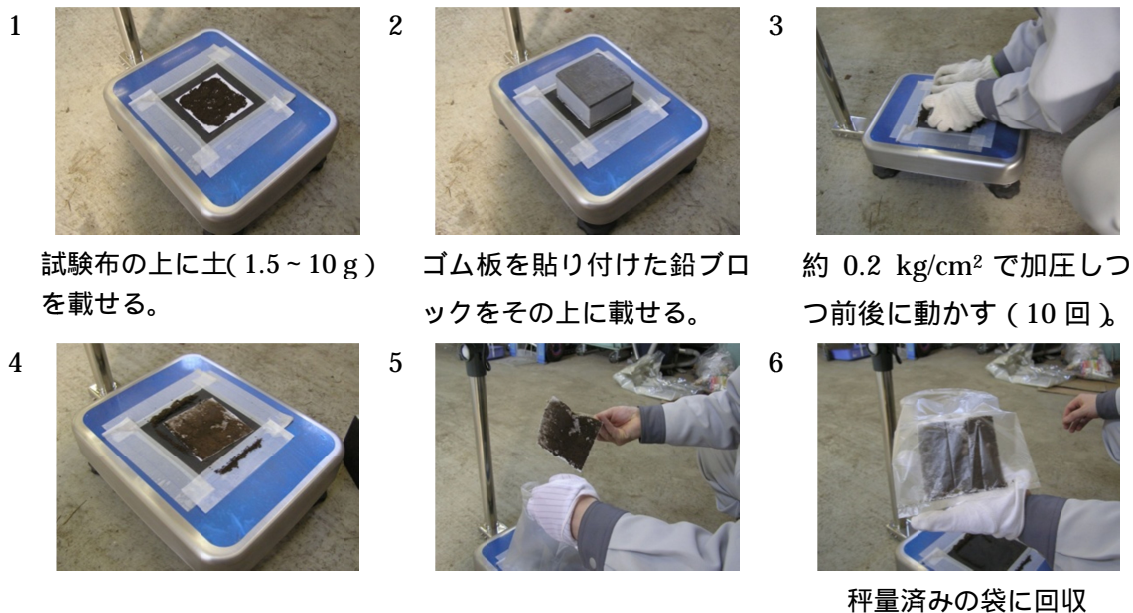 1
2
3
試験布の上に土( 1.5 ~ 10 g )
を載せる。
ゴム板を貼り付けた鉛ブロ
ックをその上に載せる。
約 0.2 kg/cm² で加圧しつ
つ前後に動かす ( 10 回 )。
4
5
6
秤量済みの袋に回収